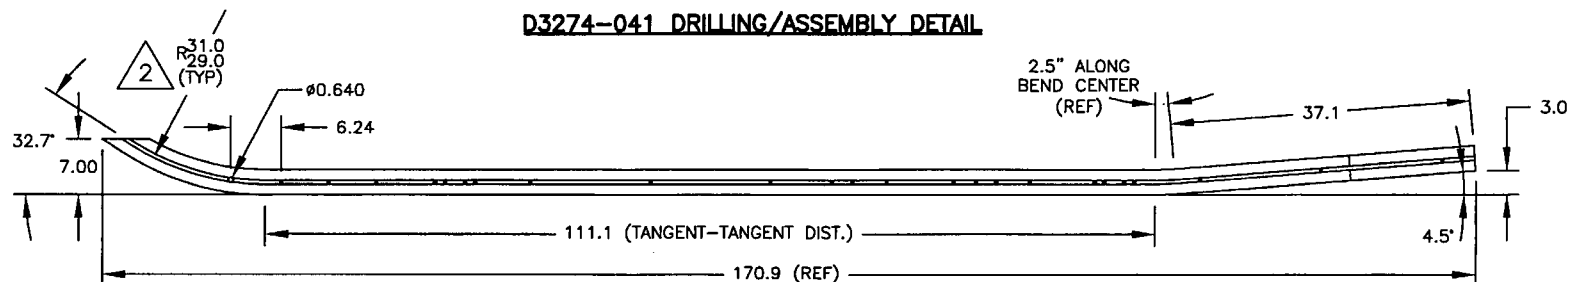 D3274-041 DRILLING/ASSEMBLY DETAIL
2
R31.0
29.0
(TYP)
ø0.640
2.5" ALONG
BEND CENTER
(REF)
6.24
37.1
3.0
32.7°
7.00
111.1 (TANGENT-TANGENT DIST.)
4.5°
170.9 (REF)